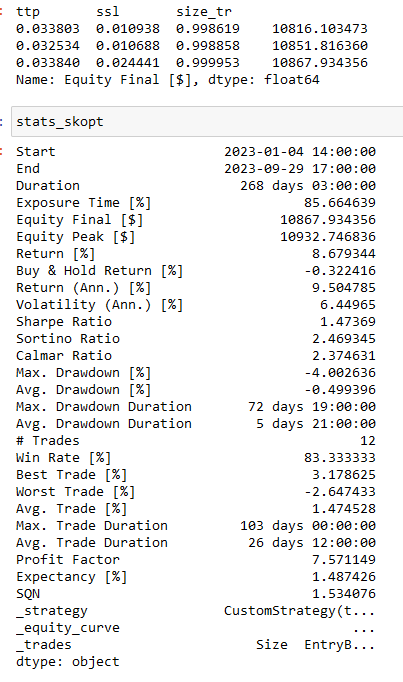 ttp ssl size_tr
0.033803 0.010938 0.998619 10816.103473
0.032534 0.010688 0.998858 10851.816360
0.033840 0.024441 0.999953 10867.934356
Name: Equity Final [$], dtype: float64
stats_skopt
Start 2023-01-04 14:00:00
End 2023-09-29 17:00:00
Duration 268 days 03:00:00
Exposure Time [%] 85.664639
Equity Final [$] 10867.934356
Equity Peak [$] 10932.746836
Return [%] 8.679344
Buy & Hold Return [%] -0.322416
Return (Ann.) [%] 9.504785
Volatility (Ann.) [%] 6.44965
Sharpe Ratio 1.47369
Sortino Ratio 2.469345
Calmar Ratio 2.374631
Max. Drawdown [%] -4.002636
Avg. Drawdown [%] -0.499396
Max. Drawdown Duration 72 days 19:00:00
Avg. Drawdown Duration 5 days 21:00:00
# Trades 12
Win Rate [%] 83.333333
Best Trade [%] 3.178625
Worst Trade [%] -2.647433
Avg. Trade [%] 1.474528
Max. Trade Duration 103 days 00:00:00
Avg. Trade Duration 26 days 12:00:00
Profit Factor 7.571149
Expectancy [%] 1.487426
SQN 1.534076
_strategy CustomStrategy(t...
_equity_curve ...
_trades Size EntryB...
dtype: object